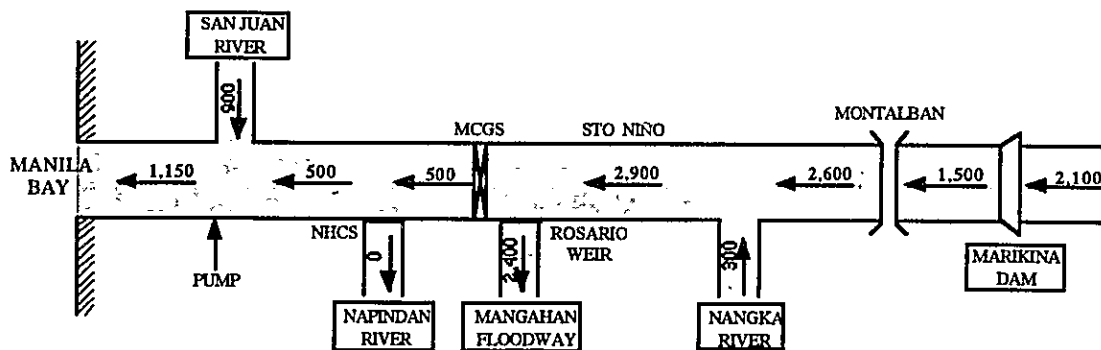 SAN JUAN
RIVER
900
MCGS
STO NIÑO
MONTALBAN
MANILA
BAY
1,150
500
500
2,900
2,600
1,500
2,100
NHCS
0
2,400
ROSARIO
WEIR
300
PUMP
MARIKINA
DAM
NAPINDAN
RIVER
MANGAHAN
FLOODWAY
NANGKA
RIVER